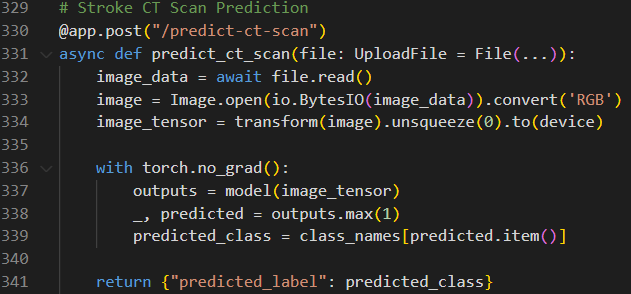 329 # Stroke CT Scan Prediction
330 @app.post("/predict-ct-scan")
331 async def predict_ct_scan(file: UploadFile = File(...)):
332     image_data = await file.read()
333     image = Image.open(io.BytesIO(image_data)).convert('RGB')
334     image_tensor = transform(image).unsqueeze(0).to(device)
335
336     with torch.no_grad():
337         outputs = model(image_tensor)
338         _, predicted = outputs.max(1)
339         predicted_class = class_names[predicted.item()]
340
341     return {"predicted_label": predicted_class}